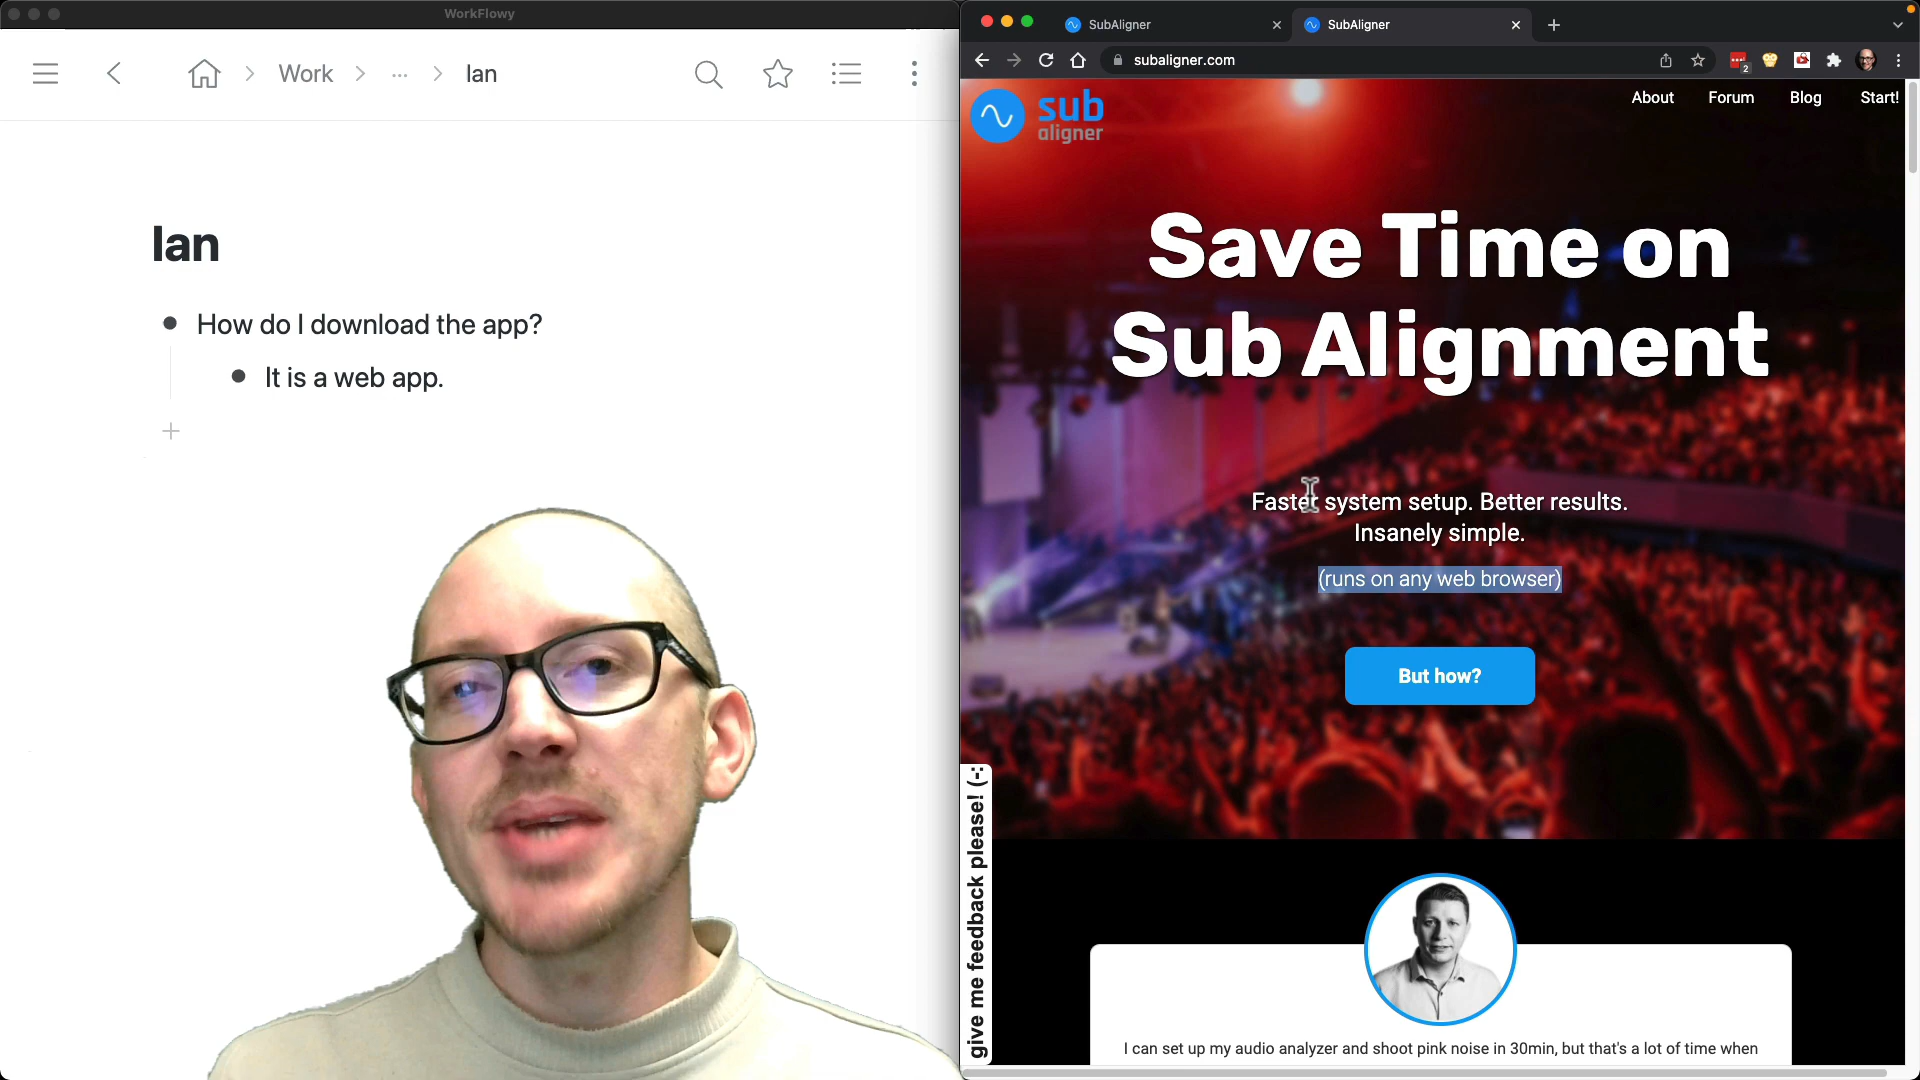 WorkFlowy
Work
...
Ian
Ian
How do I download the app?
It is a web app.
SubAligner
SubAligner
subaligner.com
2
sub
aligner
About
Forum
Blog
Start!
Save Time on
Sub Alignment
Faster system setup. Better results.
Insanely simple.
(runs on any web browser)
But how?
give me feedback please! (-:
I can set up my audio analyzer and shoot pink noise in 30min, but that's a lot of time when